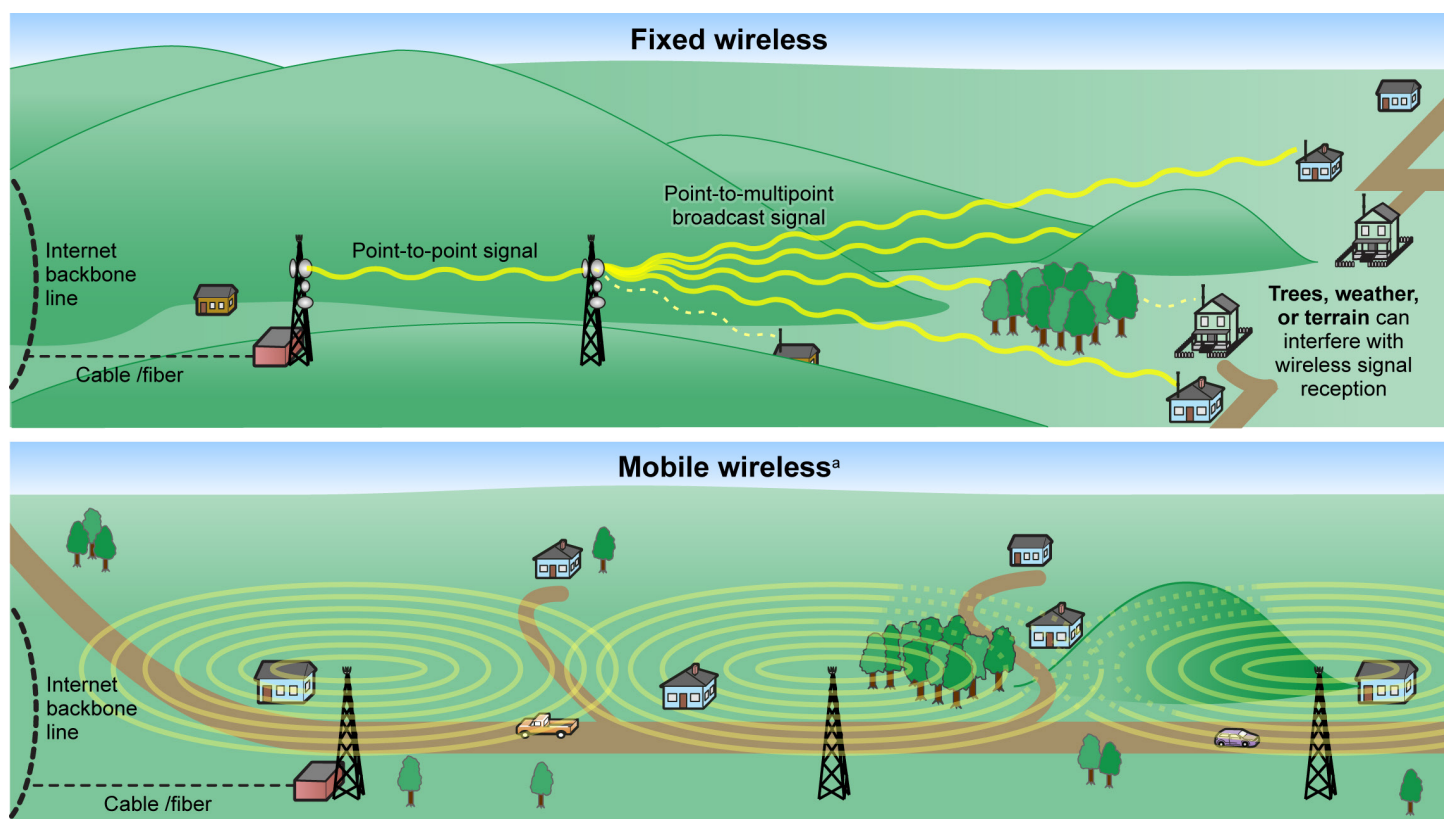 Fixed wireless
Point-to-multipoint
broadcast signal
Internet
backbone
line
Point-to-point signal
Cable /fiber
Trees, weather,
or terrain can
interfere with
wireless signal
reception
Mobile wirelessᵃ
Internet
backbone
line
Cable /fiber